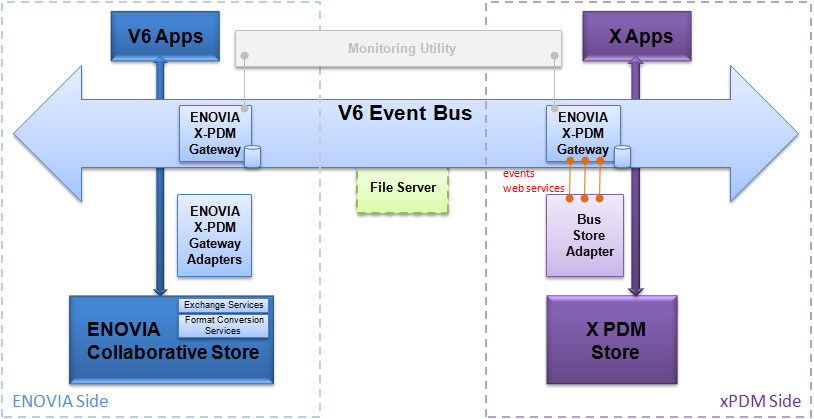 V6 Apps
Monitoring Utility
X Apps
V6 Event Bus
ENOVIA
X-PDM
Gateway
ENOVIA
X-PDM
Gateway
events
web services
File Server
ENOVIA
X-PDM
Gateway
Adapters
Bus
Store
Adapter
Exchange Services
Format Conversion
Services
ENOVIA
Collaborative Store
X PDM
Store
ENOVIA Side
xPDM Side